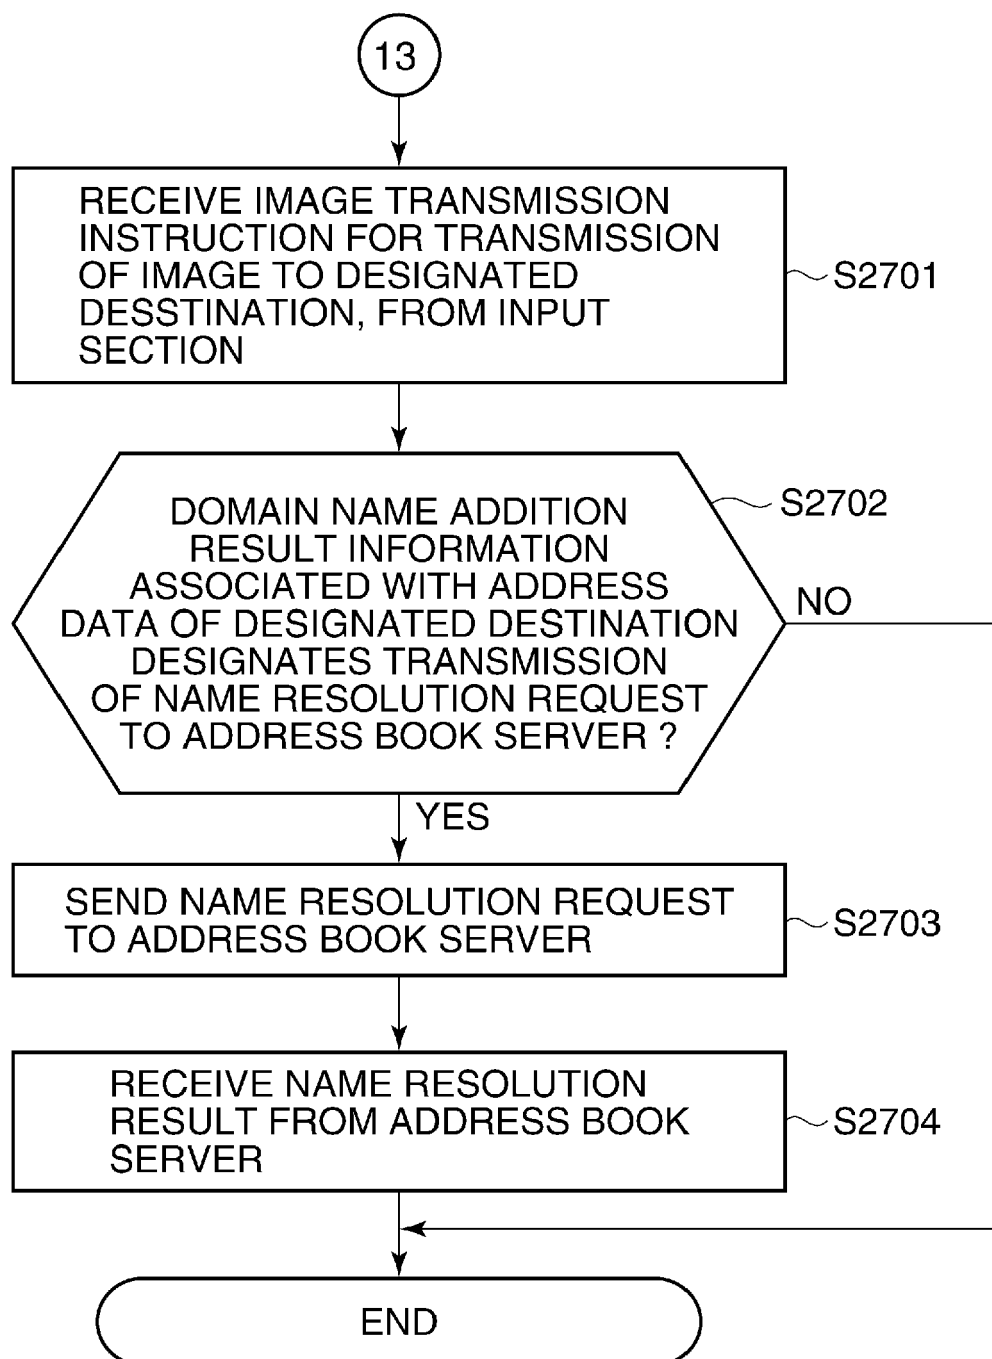 13
RECEIVE IMAGE TRANSMISSION
INSTRUCTION FOR TRANSMISSION
OF IMAGE TO DESIGNATED
DESSTINATION, FROM INPUT
SECTION
S2701
DOMAIN NAME ADDITION
RESULT INFORMATION
ASSOCIATED WITH ADDRESS
DATA OF DESIGNATED DESTINATION
DESIGNATES TRANSMISSION
OF NAME RESOLUTION REQUEST
TO ADDRESS BOOK SERVER ?
S2702
NO
YES
SEND NAME RESOLUTION REQUEST
TO ADDRESS BOOK SERVER
S2703
RECEIVE NAME RESOLUTION
RESULT FROM ADDRESS BOOK
SERVER
S2704
END